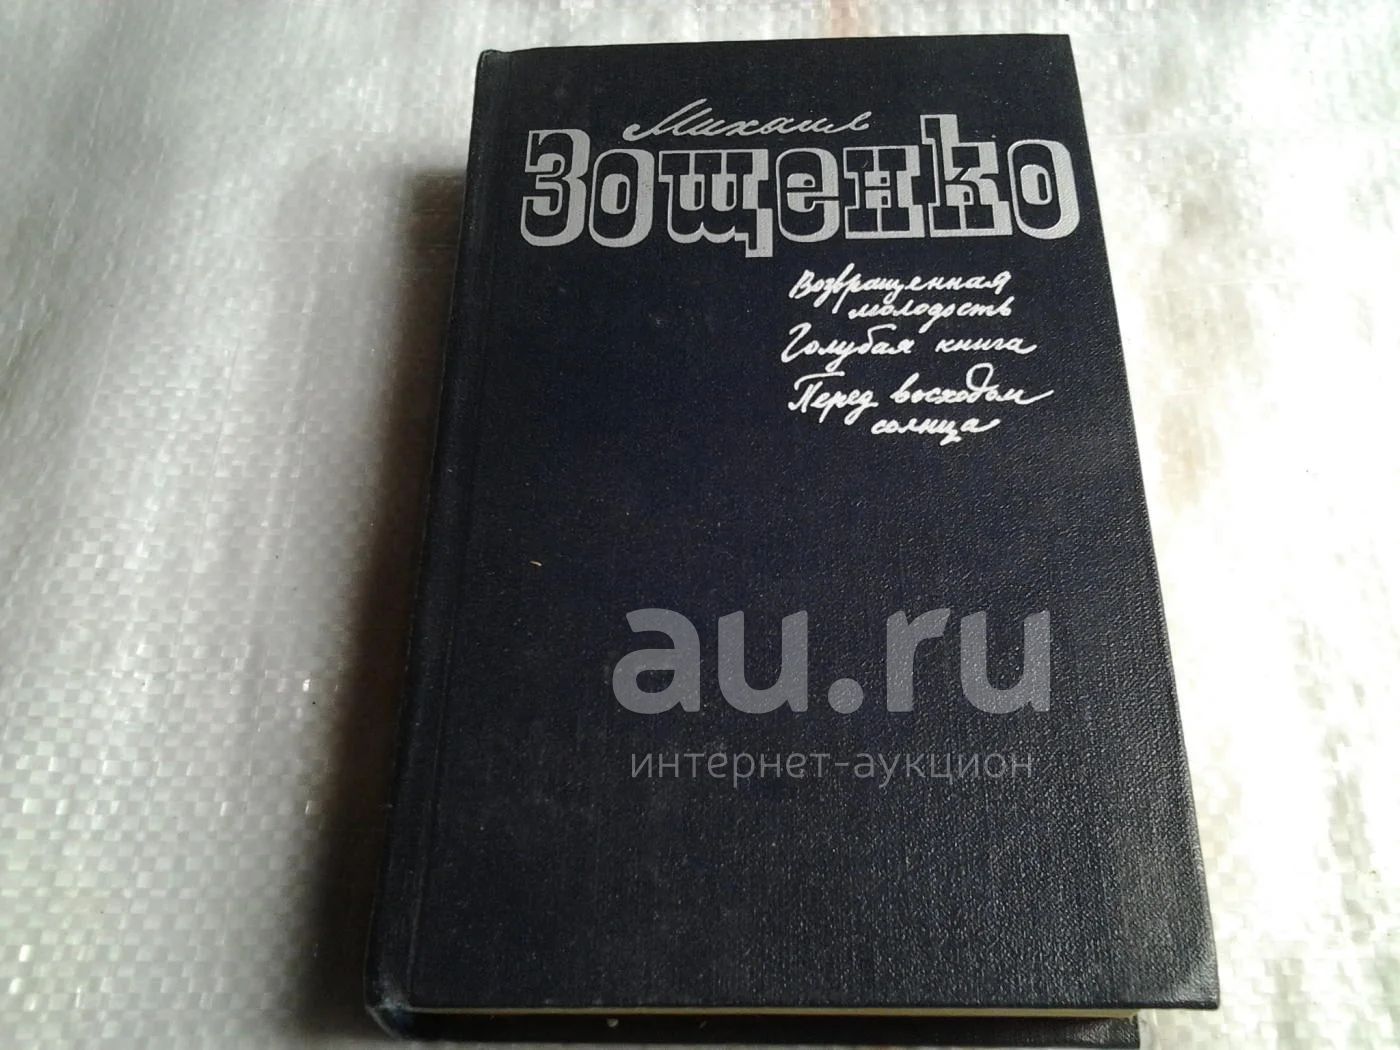 Михаил
Зощенко
Возвращенная
молодость
Голубая книга
Перед восходом
солнца
au.ru
интернет-аукцион